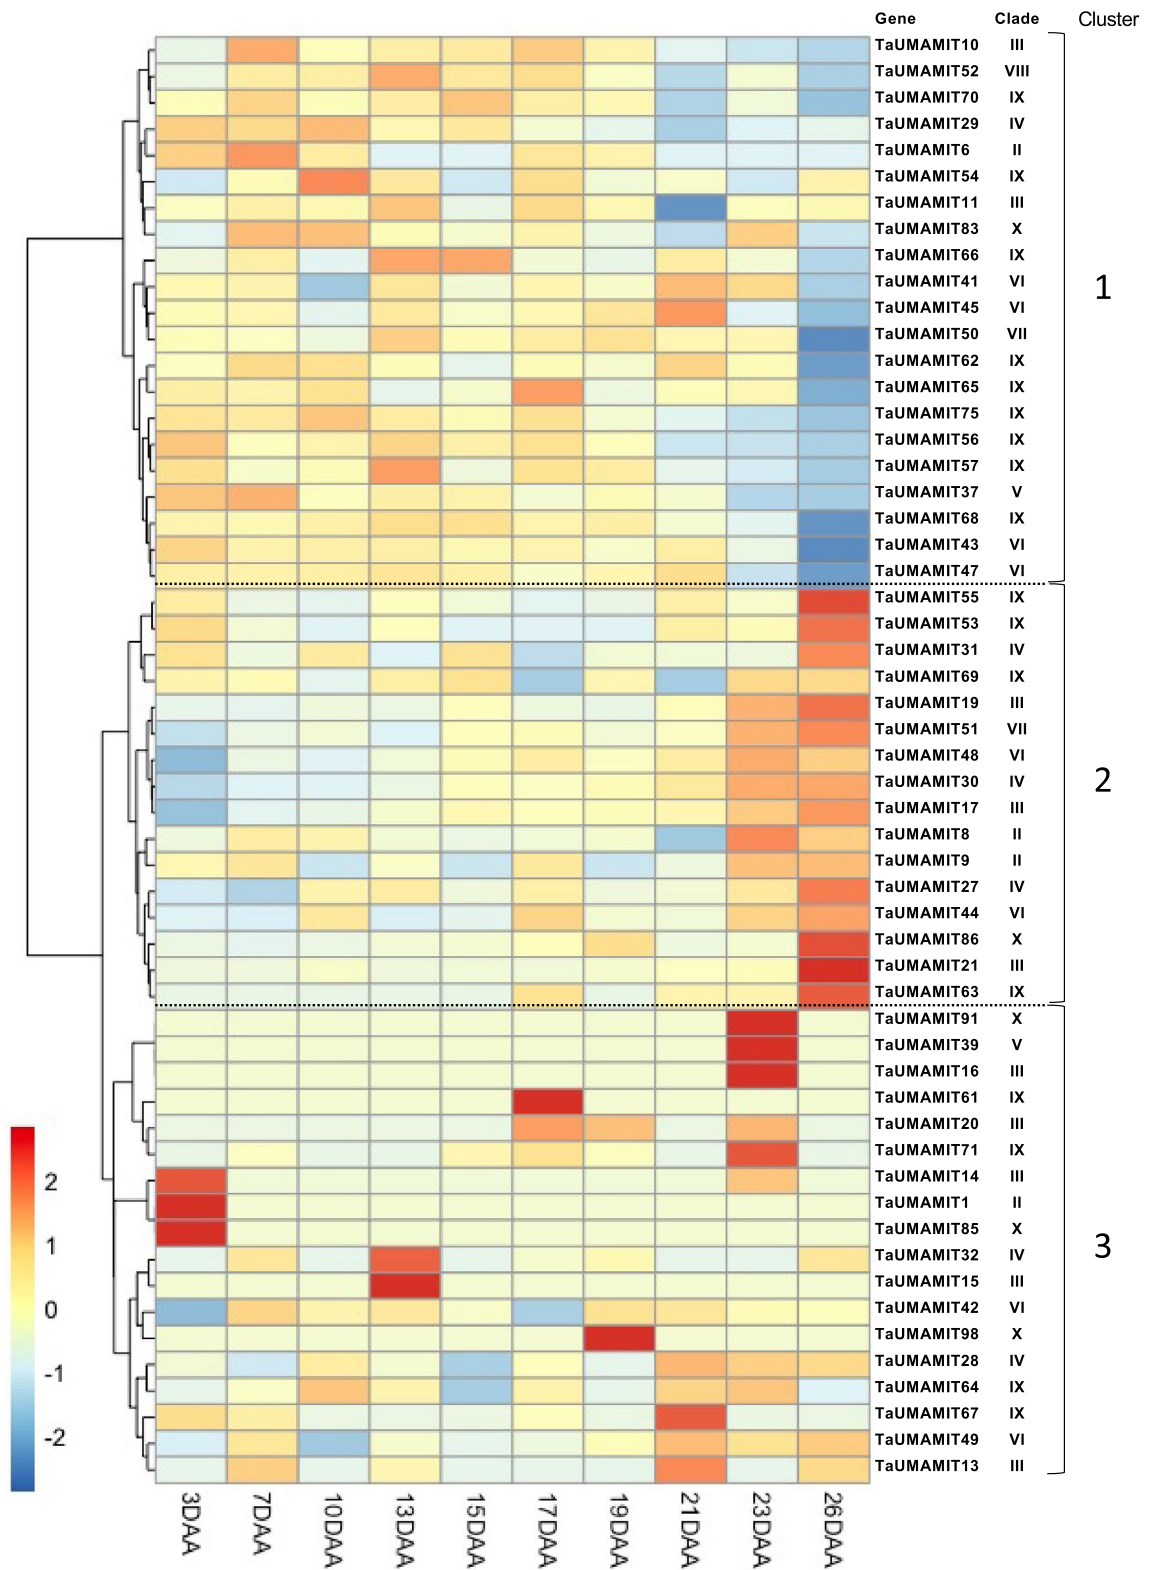 Gene Clade Cluster
TaUMAMIT10 III
TaUMAMIT52 VIII
TaUMAMIT70 IX
TaUMAMIT29 IV
TaUMAMIT6 II
TaUMAMIT54 IX
TaUMAMIT11 III
TaUMAMIT83 X
TaUMAMIT66 IX
TaUMAMIT41 VI
1
TaUMAMIT45 VI
TaUMAMIT50 VII
TaUMAMIT62 IX
TaUMAMIT65 IX
TaUMAMIT75 IX
TaUMAMIT56 IX
TaUMAMIT57 IX
TaUMAMIT37 V
TaUMAMIT68 IX
TaUMAMIT43 VI
TaUMAMIT47 VI
TaUMAMIT55 IX
TaUMAMIT53 IX
TaUMAMIT31 IV
TaUMAMIT69 IX
TaUMAMIT19 III
TaUMAMIT51 VII
TaUMAMIT48 VI
TaUMAMIT30 IV
2
TaUMAMIT17 III
TaUMAMIT8 II
TaUMAMIT9 II
TaUMAMIT27 IV
TaUMAMIT44 VI
TaUMAMIT86 X
TaUMAMIT21 III
TaUMAMIT63 IX
TaUMAMIT91 X
TaUMAMIT39 V
TaUMAMIT16 III
TaUMAMIT61 IX
TaUMAMIT20 III
TaUMAMIT71 IX
TaUMAMIT14 III
TaUMAMIT1 II
TaUMAMIT85 X
3
TaUMAMIT32 IV
TaUMAMIT15 III
TaUMAMIT42 VI
TaUMAMIT98 X
TaUMAMIT28 IV
TaUMAMIT64 IX
TaUMAMIT67 IX
TaUMAMIT49 VI
TaUMAMIT13 III
2
1
0
-1
-2
3DAA 7DAA 10DAA 13DAA 15DAA 17DAA 19DAA 21DAA 23DAA 26DAA